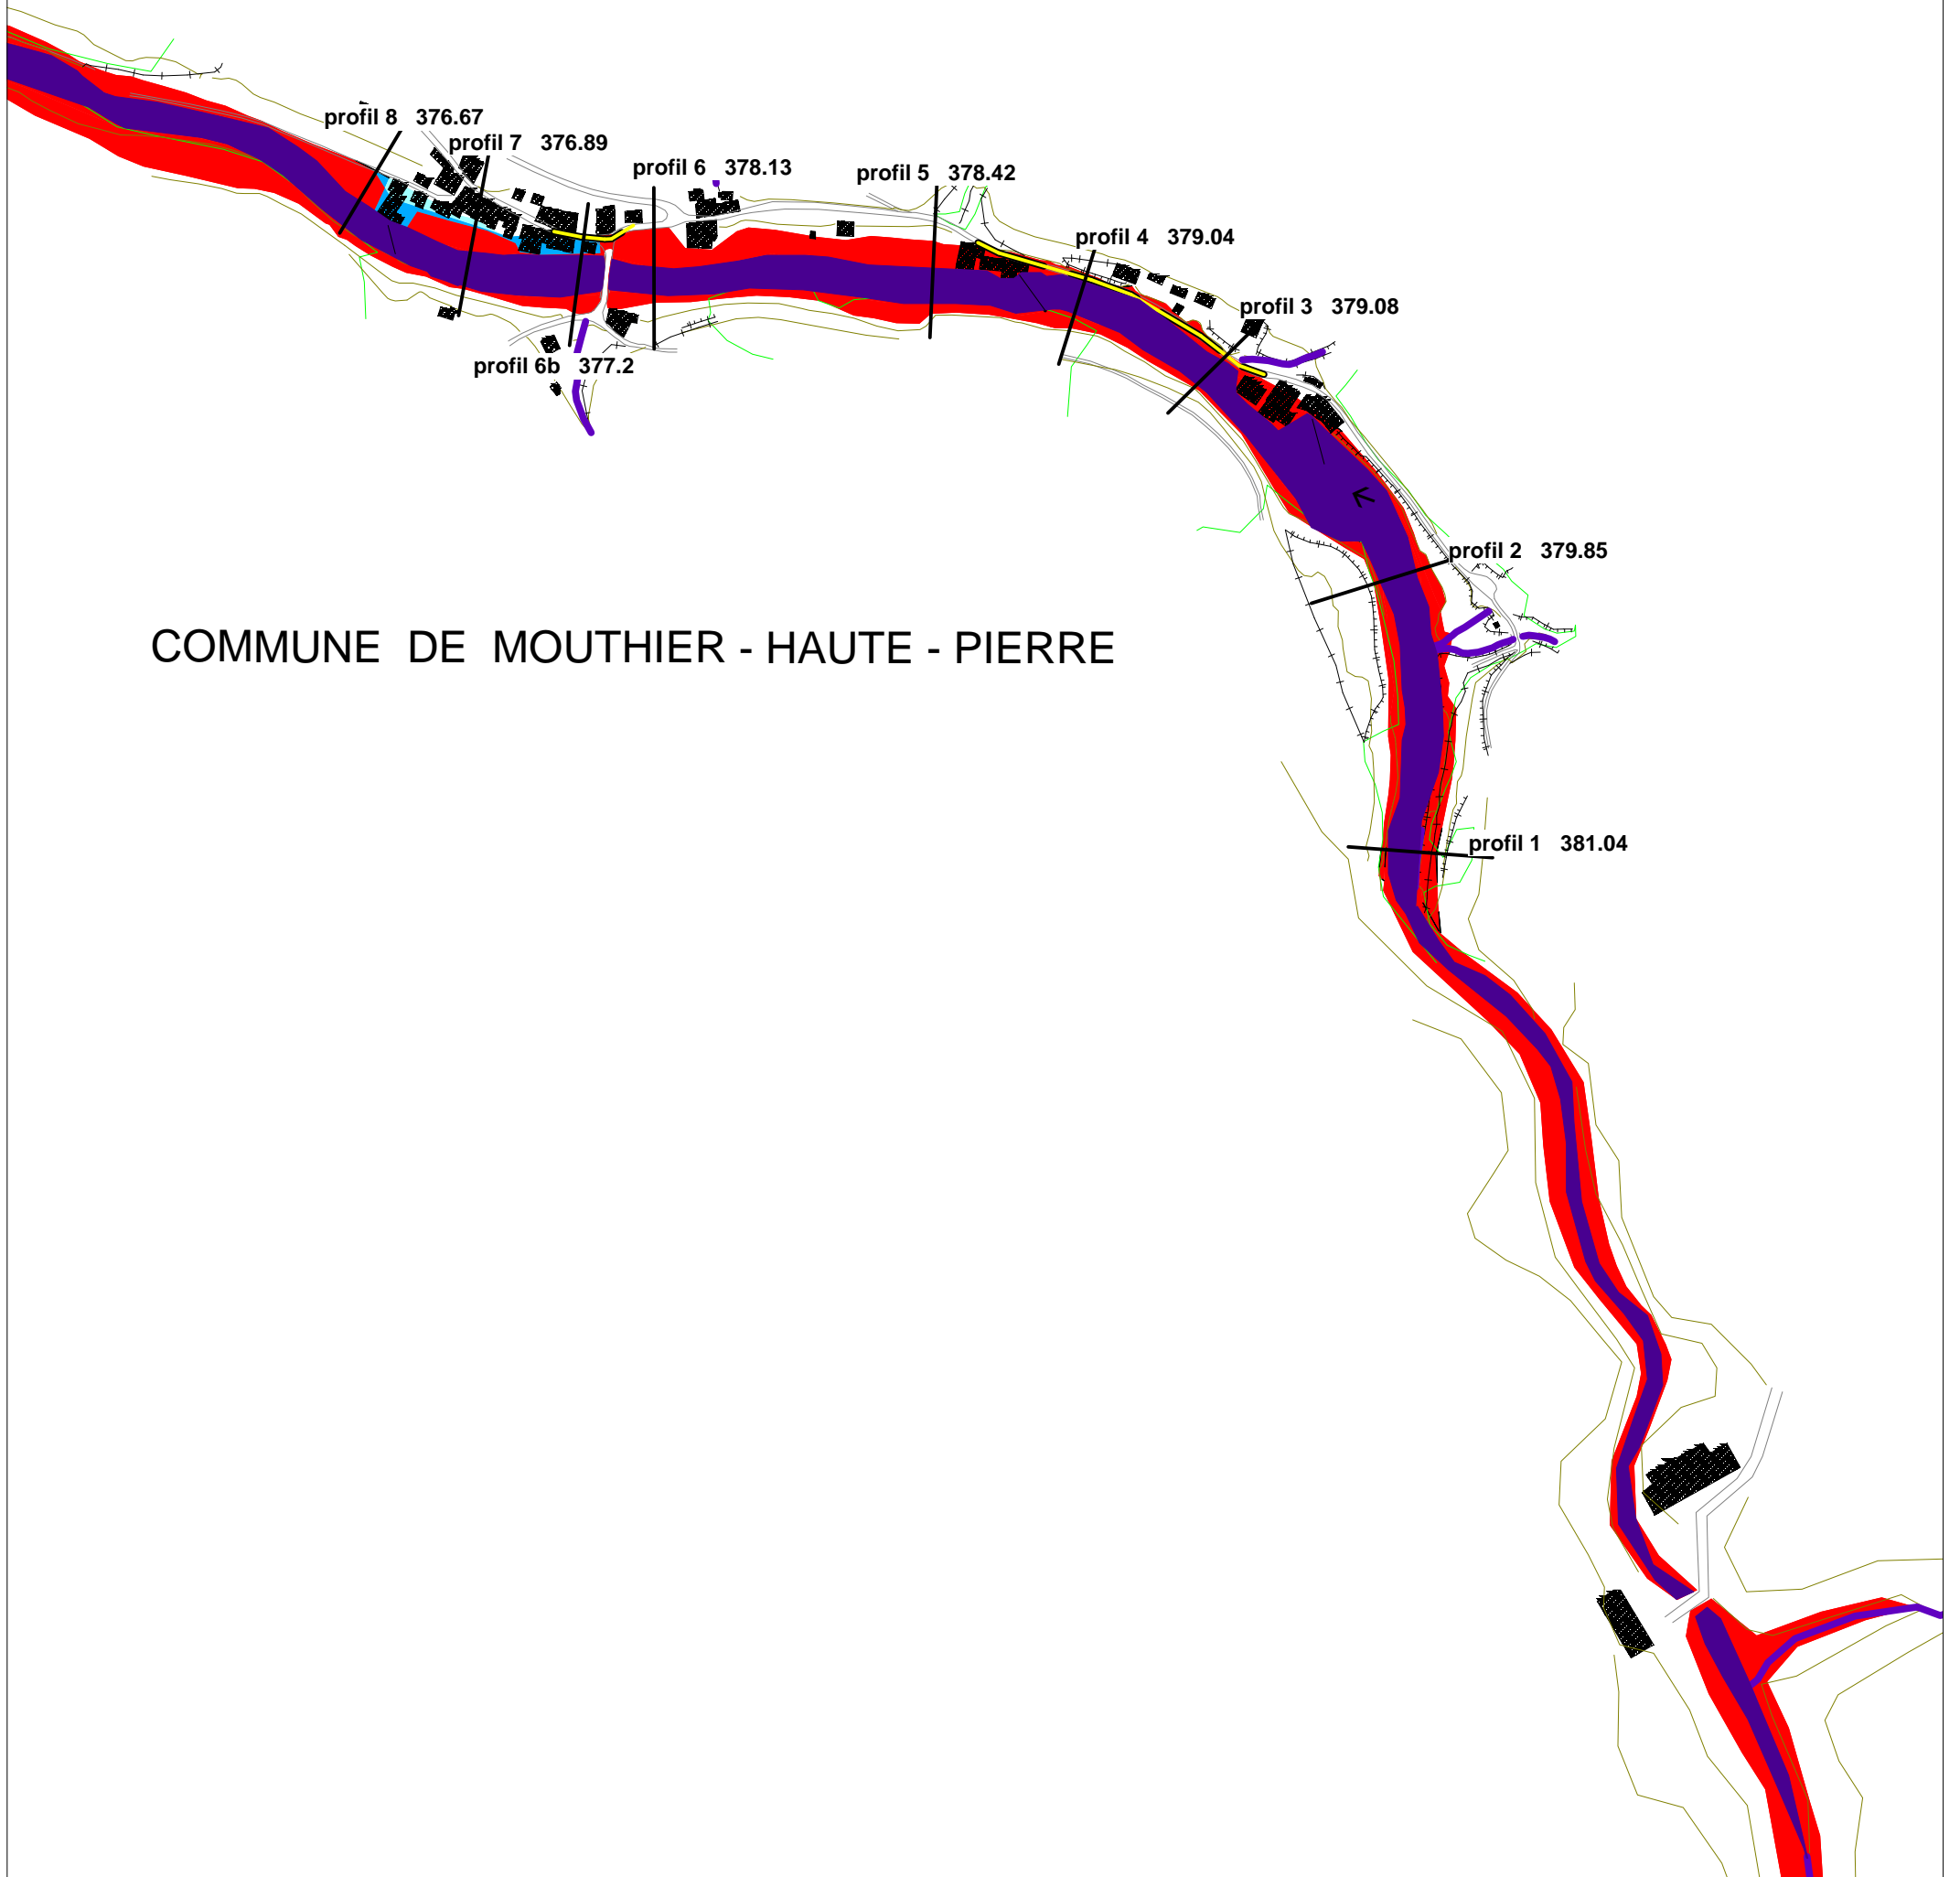 profil 8 376.67
profil 7 376.89
profil 6 378.13
profil 5 378.42
profil 4 379.04
profil 3 379.08
profil 6b 377.2
profil 2 379.85
COMMUNE DE MOUTHIER - HAUTE - PIERRE
profil 1 381.04